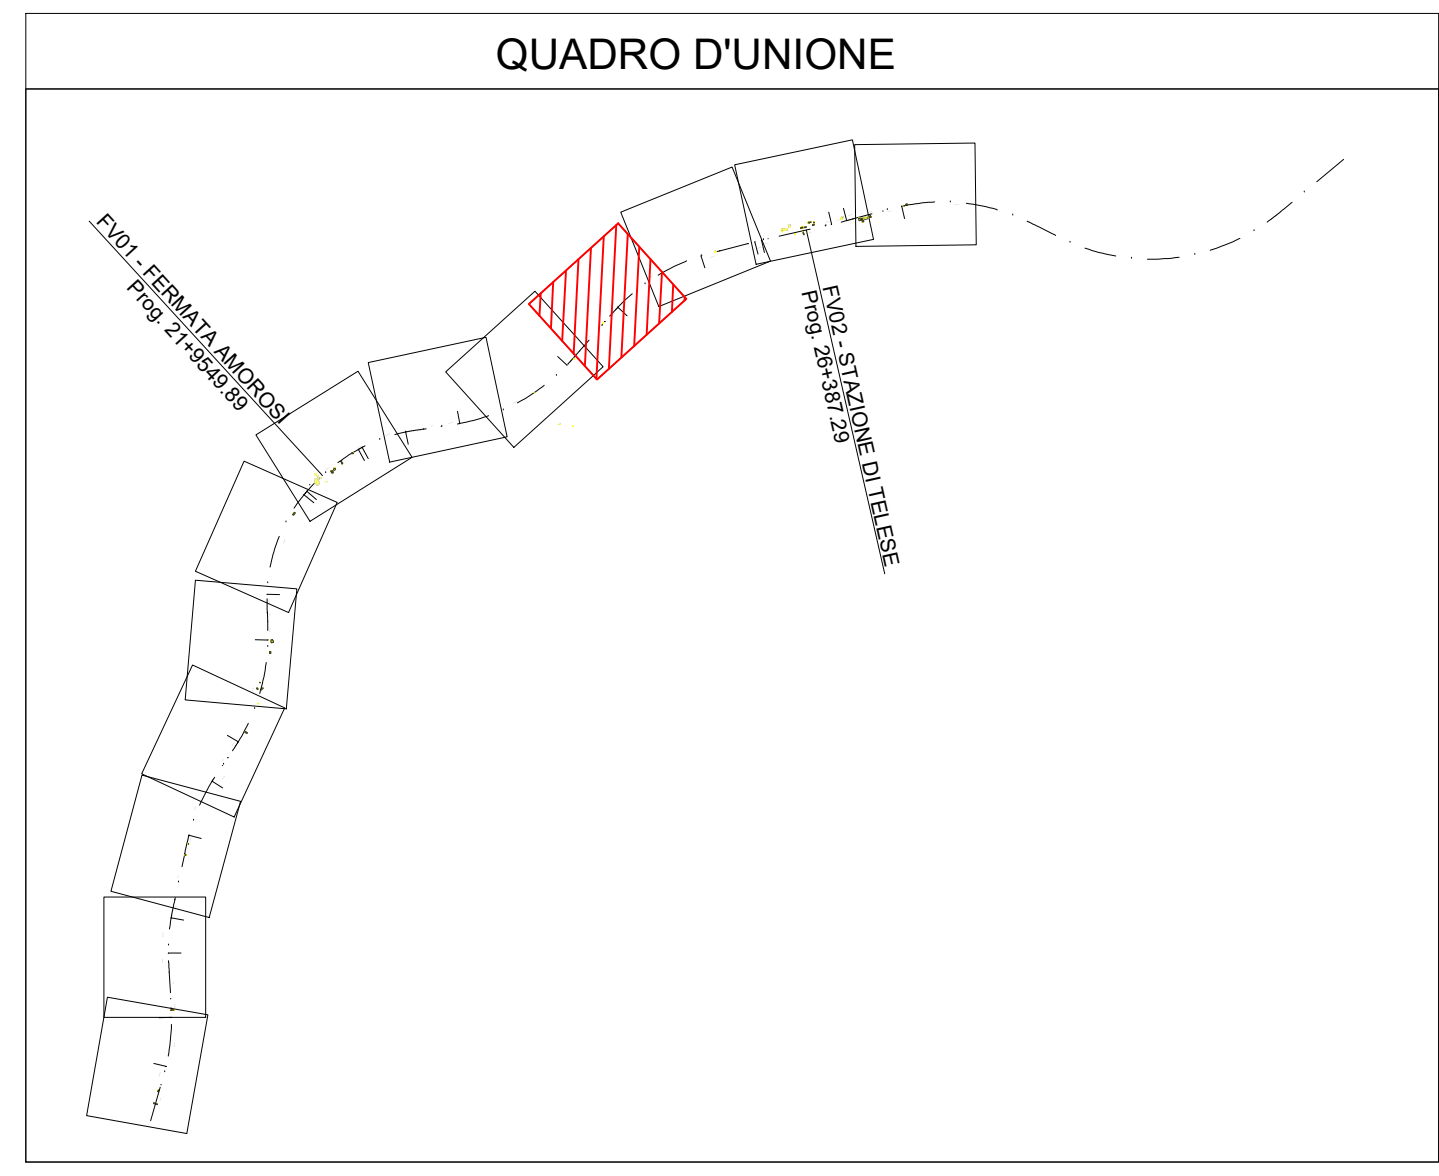 QUADRO D'UNIONE
FV01 - FERMATA AMOROSI
Prog. 21+9549.89
FV02 - STAZIONE DI TELESE
Prog. 26+387.29